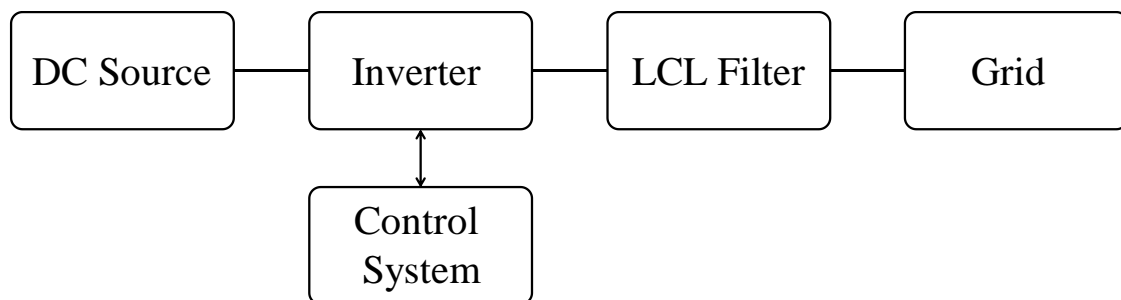 DC Source
Inverter
LCL Filter
Grid
Control
System